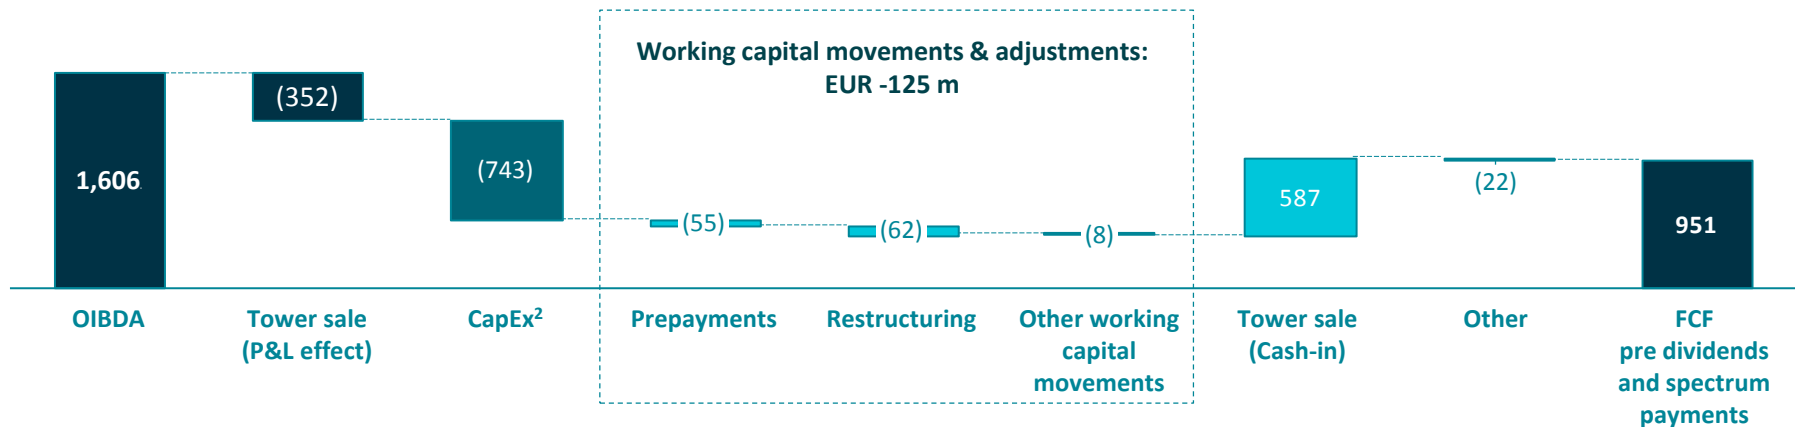 Working capital movements & adjustments:
EUR -125 m
1,606
(352)
(743)
(55)
(62)
(8)
587
(22)
951
OIBDA
Tower sale
(P&L effect)
CapEx²
Prepayments
Restructuring
Other working
capital
movements
Tower sale
(Cash-in)
Other
FCF
pre dividends
and spectrum
payments